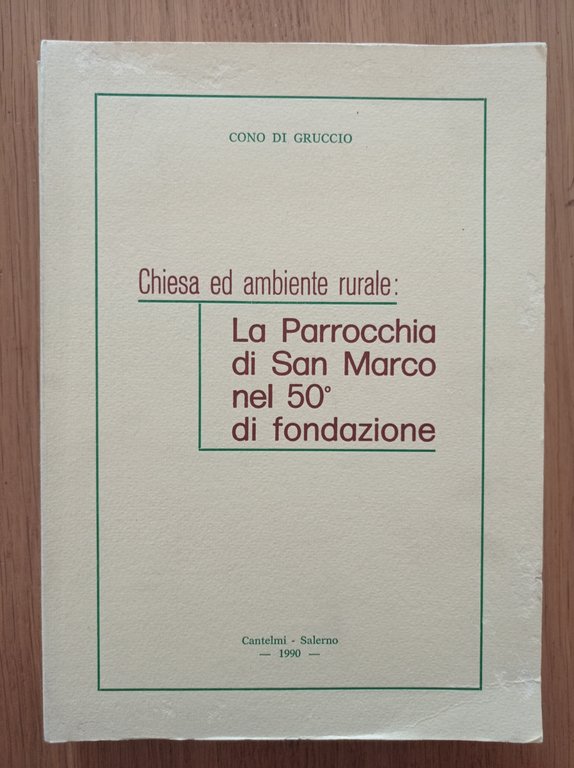 CONO DI GRUCCIO
Chiesa ed ambiente rurale:
La Parrocchia
di San Marco
nel 50°
di fondazione
Cantelmi - Salerno
— 1990 —